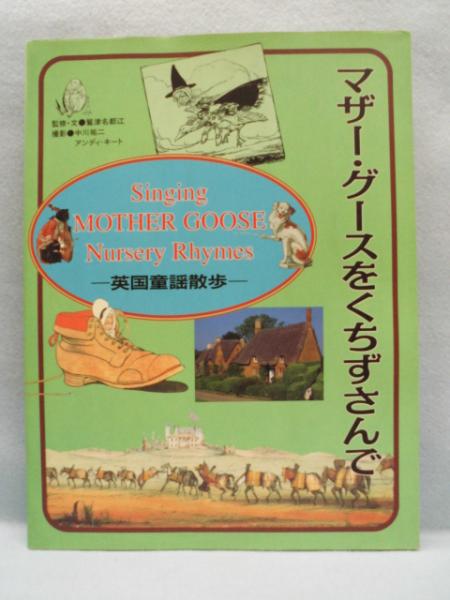 マザー・グースをくちずさんで
監修・文●鷲津名都江
撮影●中川祐二
アンディ・キート
Singing
MOTHER GOOSE
Nursery Rhymes
―英国童謡散歩―